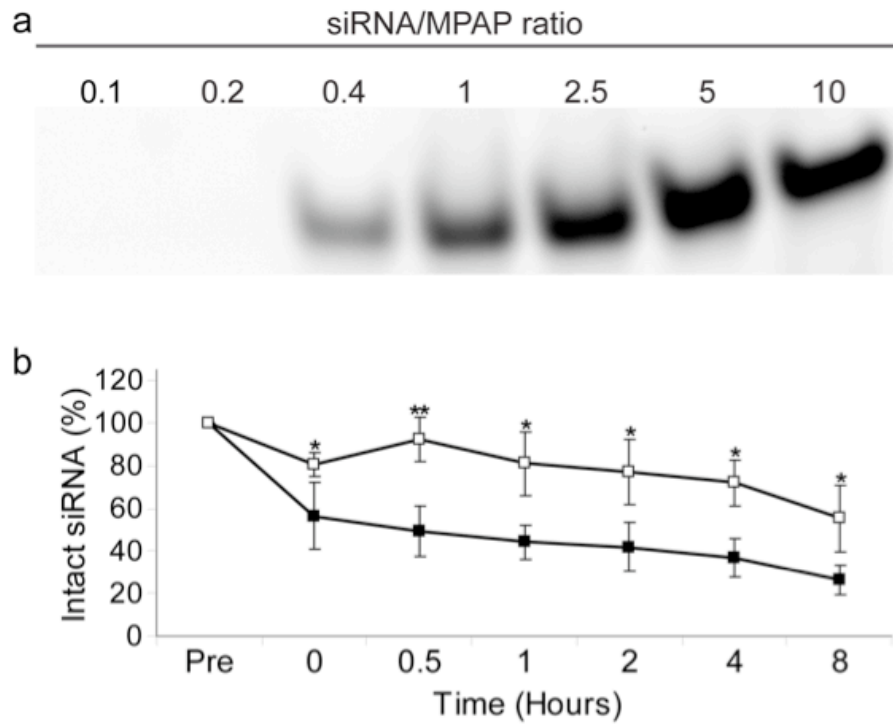 a
siRNA/MPAP ratio
0.1 0.2 0.4 1 2.5 5 10
b
Intact siRNA (%)
120
100
80
60
40
20
0
* ** * * * *
Pre 0 0.5 1 2 4 8
Time (Hours)